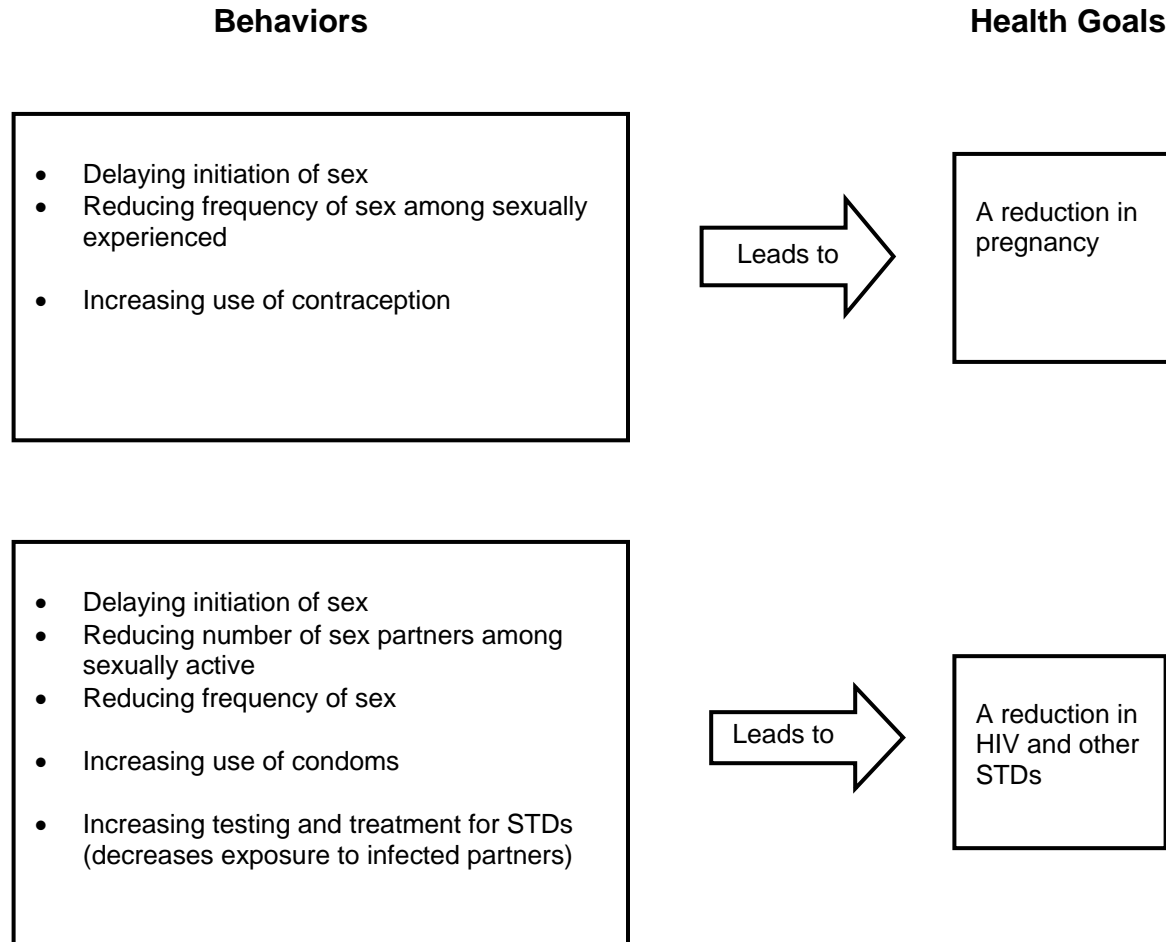 Behaviors
Health Goals
• Delaying initiation of sex
• Reducing frequency of sex among sexually
experienced
• Increasing use of contraception
Leads to
A reduction in
pregnancy
• Delaying initiation of sex
• Reducing number of sex partners among
sexually active
• Reducing frequency of sex
• Increasing use of condoms
• Increasing testing and treatment for STDs
(decreases exposure to infected partners)
Leads to
A reduction in
HIV and other
STDs